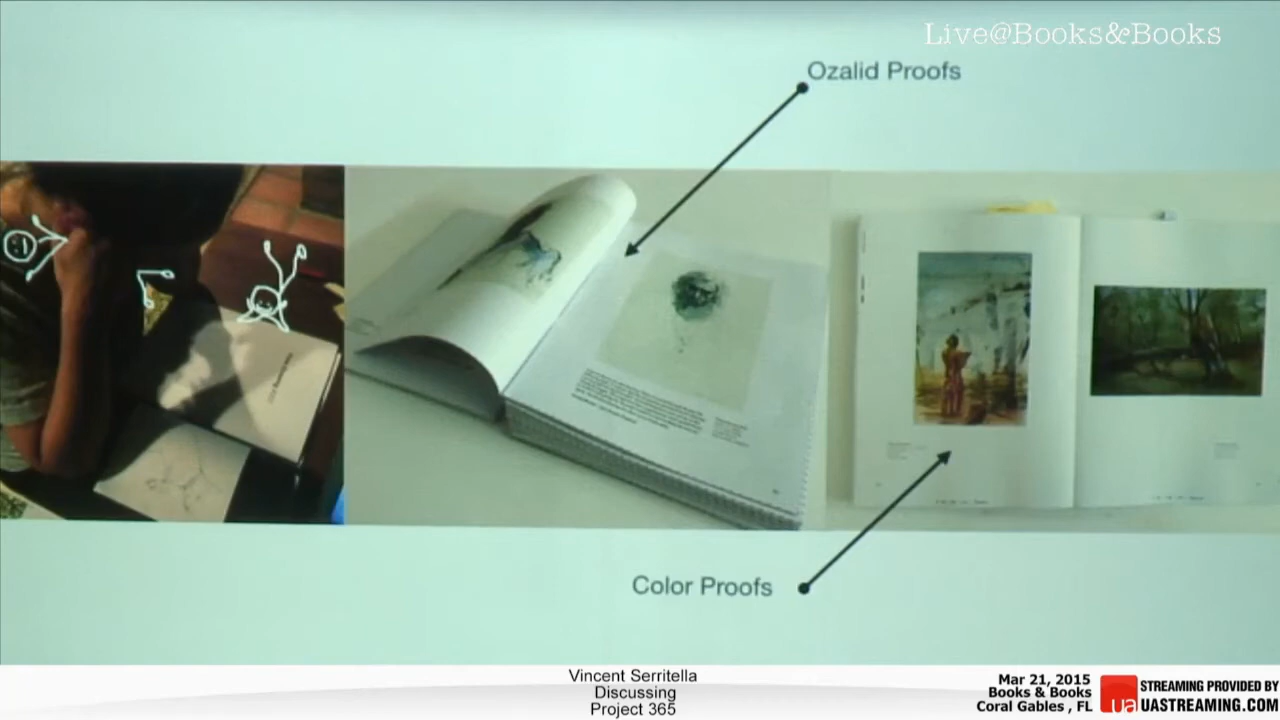 Live@Books&Books
Ozalid Proofs
Color Proofs
Vincent Serritella
Discussing
Project 365
Mar 21, 2015
Books & Books
Coral Gables , FL
ua
STREAMING PROVIDED BY
UASTREAMING.COM